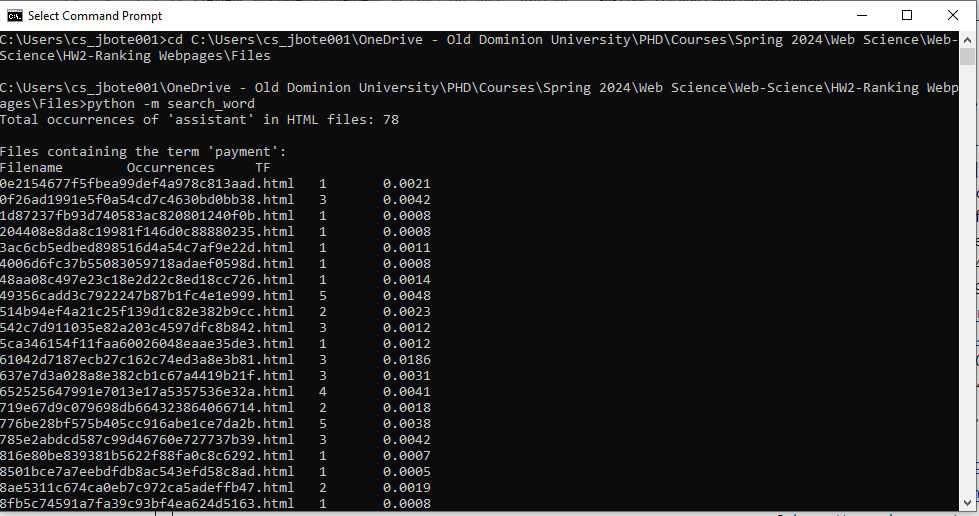 Select Command Prompt
C:\Users\cs_jbote001>cd C:\Users\cs_jbote001\OneDrive - Old Dominion University\PHD\Courses\Spring 2024\Web Science\Web-
Science\HW2-Ranking Webpages\Files
C:\Users\cs_jbote001\OneDrive - Old Dominion University\PHD\Courses\Spring 2024\Web Science\Web-Science\HW2-Ranking Webp
ages\Files>python -m search_word
Total occurrences of 'assistant' in HTML files: 78
Files containing the term 'payment':
Filename Occurrences TF
0e2154677f5fbea99def4a978c813aad.html 1 0.0021
0f26ad1991e5f0a54cd7c4630bd0bb38.html 3 0.0042
1d87237fb93d740583ac820801240f0b.html 1 0.0008
204408e8da8c19981f146d0c88880235.html 1 0.0008
3ac6cb5edbed898516d4a54c7af9e22d.html 1 0.0011
4006d6fc37b55083059718adaef0598d.html 1 0.0008
48aa08c497e23c18e2d22c8ed18cc726.html 1 0.0014
49356cadd3c7922247b87b1fc4e1e999.html 5 0.0048
514b94ef4a21c25f139d1c82e382b9cc.html 2 0.0023
542c7d911035e82a203c4597dfc8b842.html 3 0.0012
5ca346154f11faa60026048eaae35de3.html 1 0.0012
61042d7187ecb27c162c74ed3a8e3b81.html 3 0.0186
637e7d3a028a8e382cb1c67a4419b21f.html 3 0.0031
652525647991e7013e17a5357536e32a.html 4 0.0041
719e67d9c079698db664323864066714.html 2 0.0018
776be28bf575b405cc916abe1ce7da2b.html 5 0.0038
785e2abdcd587c99d46760e727737b39.html 3 0.0042
816e80be839381b5622f88fa0c8c6292.html 1 0.0007
8501bce7a7eebdfdb8ac543efd58c8ad.html 1 0.0005
8ae5311c674ca0eb7c972ca5adeffb47.html 2 0.0019
8fb5c74591a7fa39c93bf4ea624d5163.html 1 0.0008